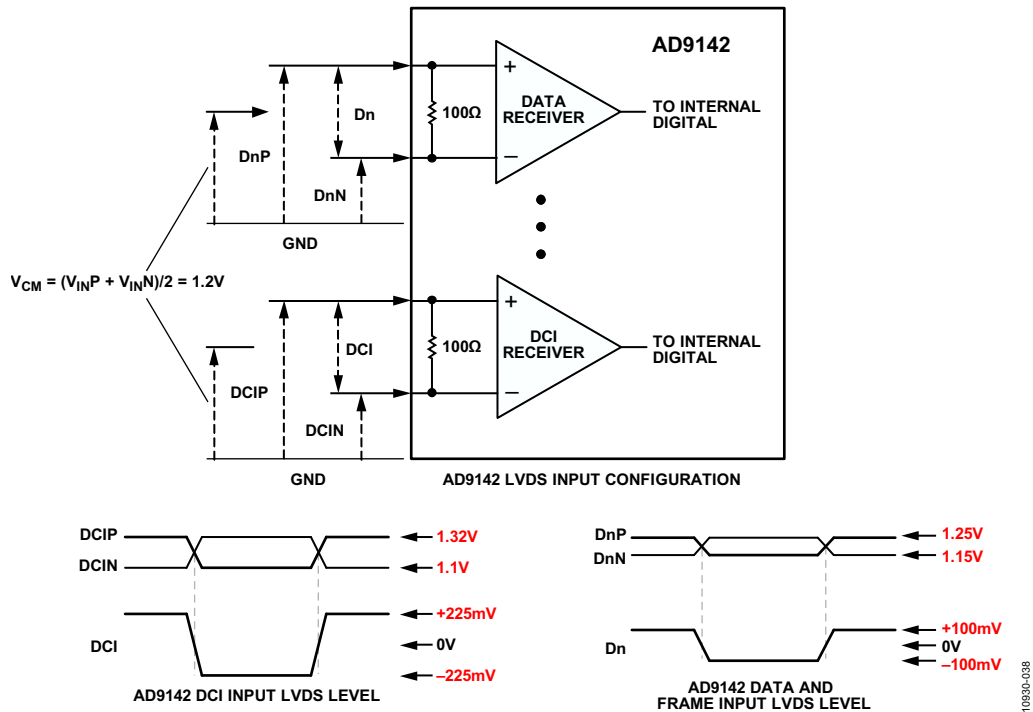 AD9142
+
DATA
RECEIVER
−
100Ω
TO INTERNAL
DIGITAL
Dn
DnP
DnN
GND
V_CM = (V_INP + V_INN)/2 = 1.2V
+
DCI
RECEIVER
−
100Ω
TO INTERNAL
DIGITAL
DCI
DCIP
DCIN
GND
AD9142 LVDS INPUT CONFIGURATION
DCIP
1.32V
DCIN
1.1V
+225mV
DCI
0V
–225mV
AD9142 DCI INPUT LVDS LEVEL
DnP
1.25V
DnN
1.15V
+100mV
Dn
0V
–100mV
AD9142 DATA AND
FRAME INPUT LVDS LEVEL
10930-038